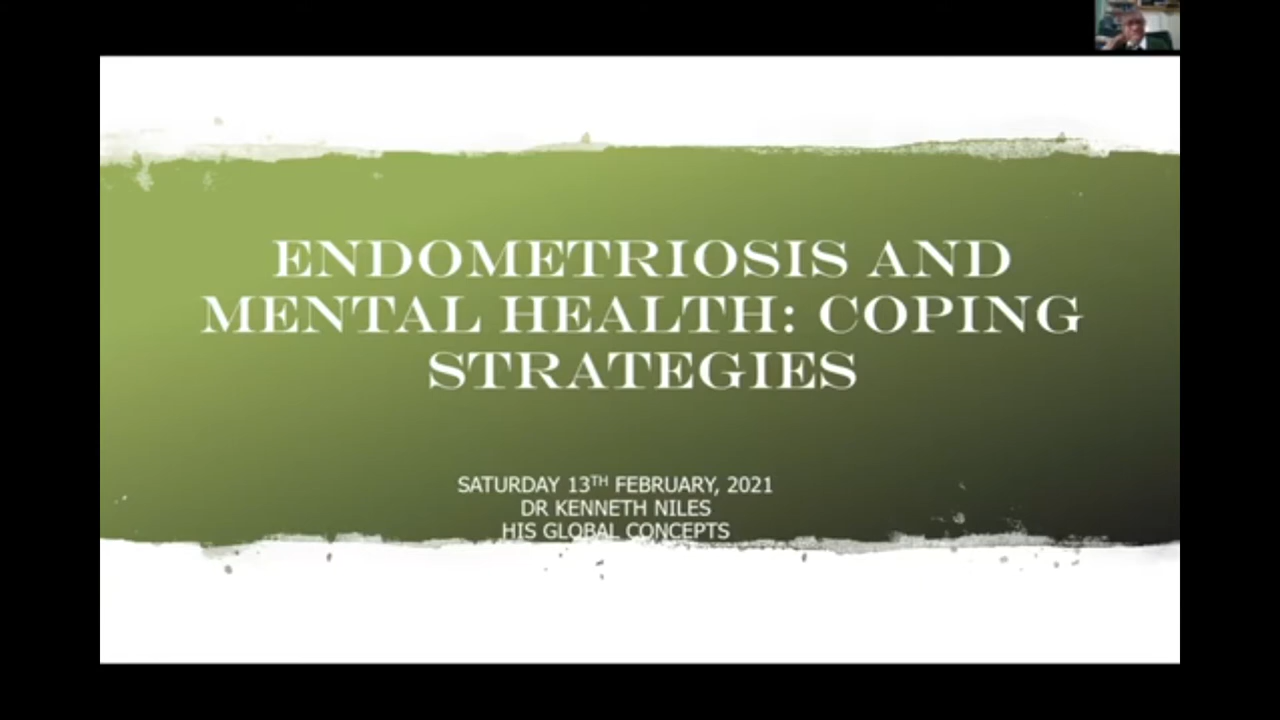 ENDOMETRIOSIS AND
MENTAL HEALTH: COPING
STRATEGIES
SATURDAY 13TH FEBRUARY, 2021
DR KENNETH NILES
HIS GLOBAL CONCEPTS